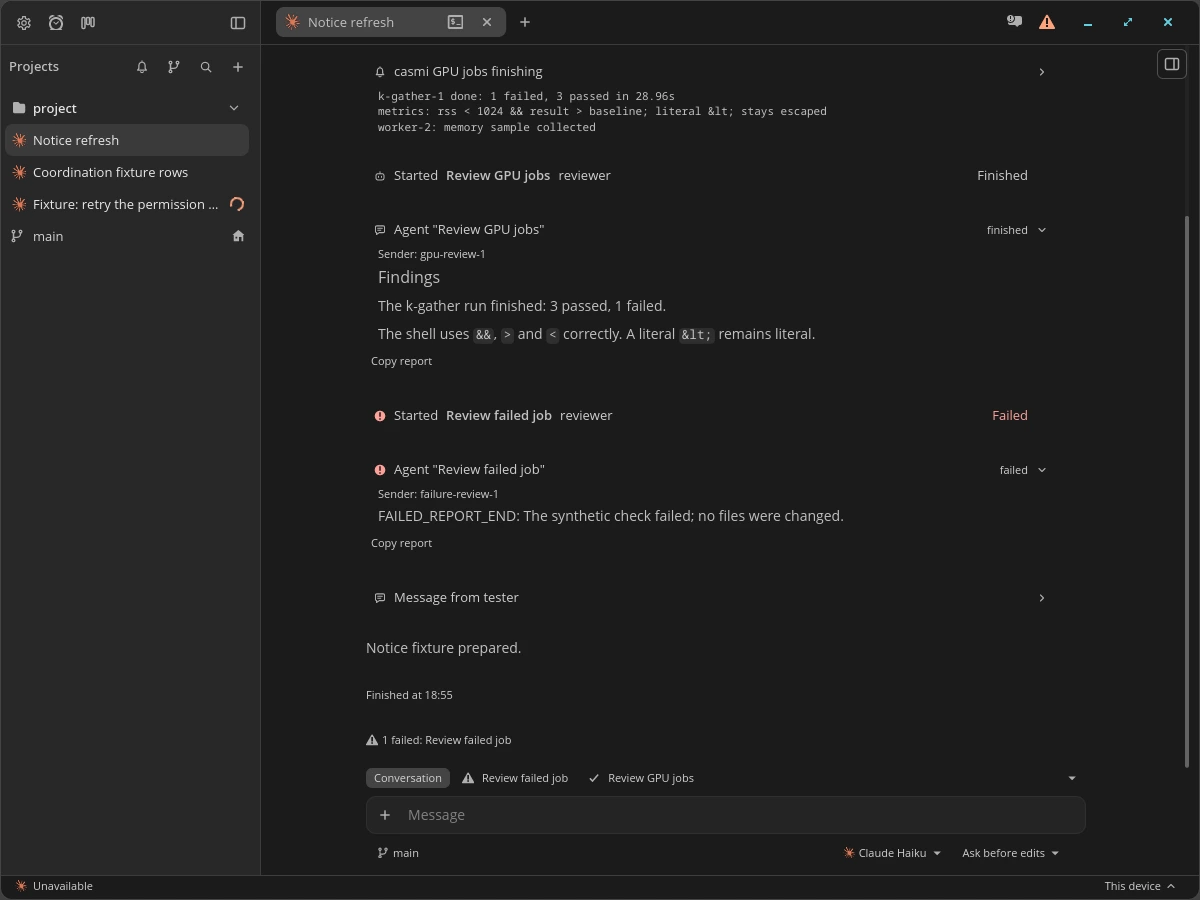 Notice refresh
Projects
project
Notice refresh
Coordination fixture rows
Fixture: retry the permission ...
main
casmi GPU jobs finishing
k-gather-1 done: 1 failed, 3 passed in 28.96s
metrics: rss < 1024 && result > baseline; literal &lt; stays escaped
worker-2: memory sample collected
Started Review GPU jobs reviewer Finished
Agent "Review GPU jobs" finished
Sender: gpu-review-1
Findings
The k-gather run finished: 3 passed, 1 failed.
The shell uses &&, > and < correctly. A literal &lt; remains literal.
Copy report
Started Review failed job reviewer Failed
Agent "Review failed job" failed
Sender: failure-review-1
FAILED_REPORT_END: The synthetic check failed; no files were changed.
Copy report
Message from tester
Notice fixture prepared.
Finished at 18:55
1 failed: Review failed job
Conversation Review failed job Review GPU jobs
Message
main Claude Haiku Ask before edits
Unavailable This device